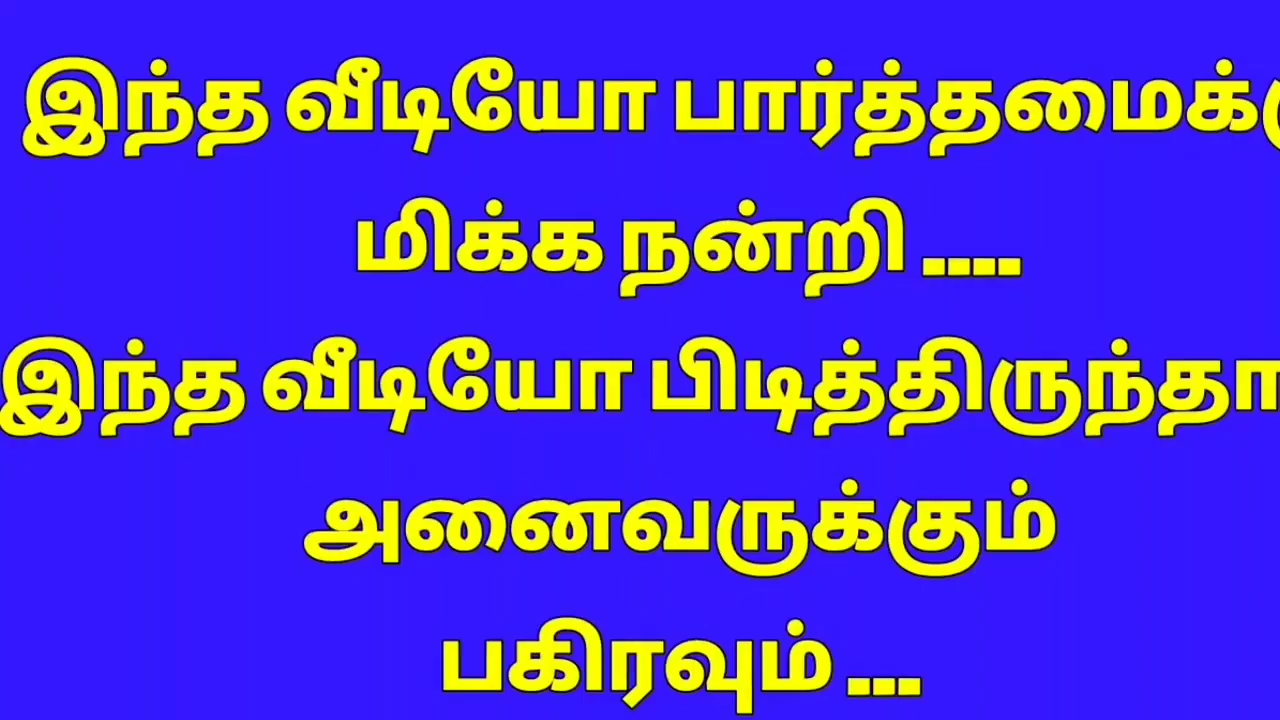 இந்த வீடியோ பார்த்தமைக்கு
மிக்க நன்றி ....
இந்த வீடியோ பிடித்திருந்தா
அனைவருக்கும்
பகிரவும் ...